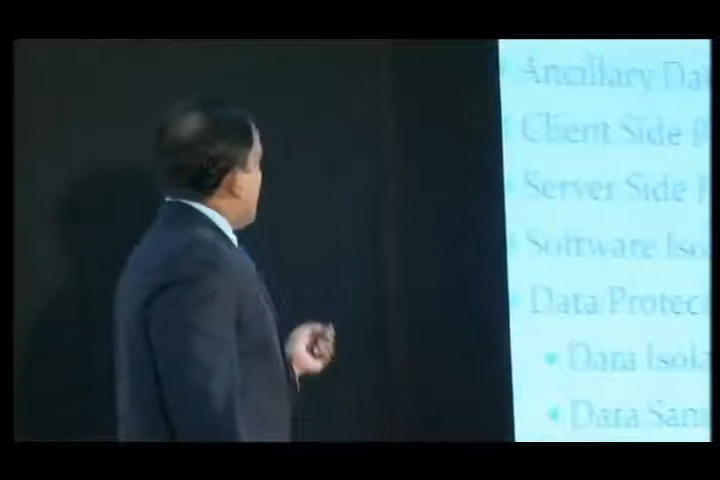 Ancillary Da
Client Side
Server Side
Software Iso
Data Protec
Data Isola
Data San